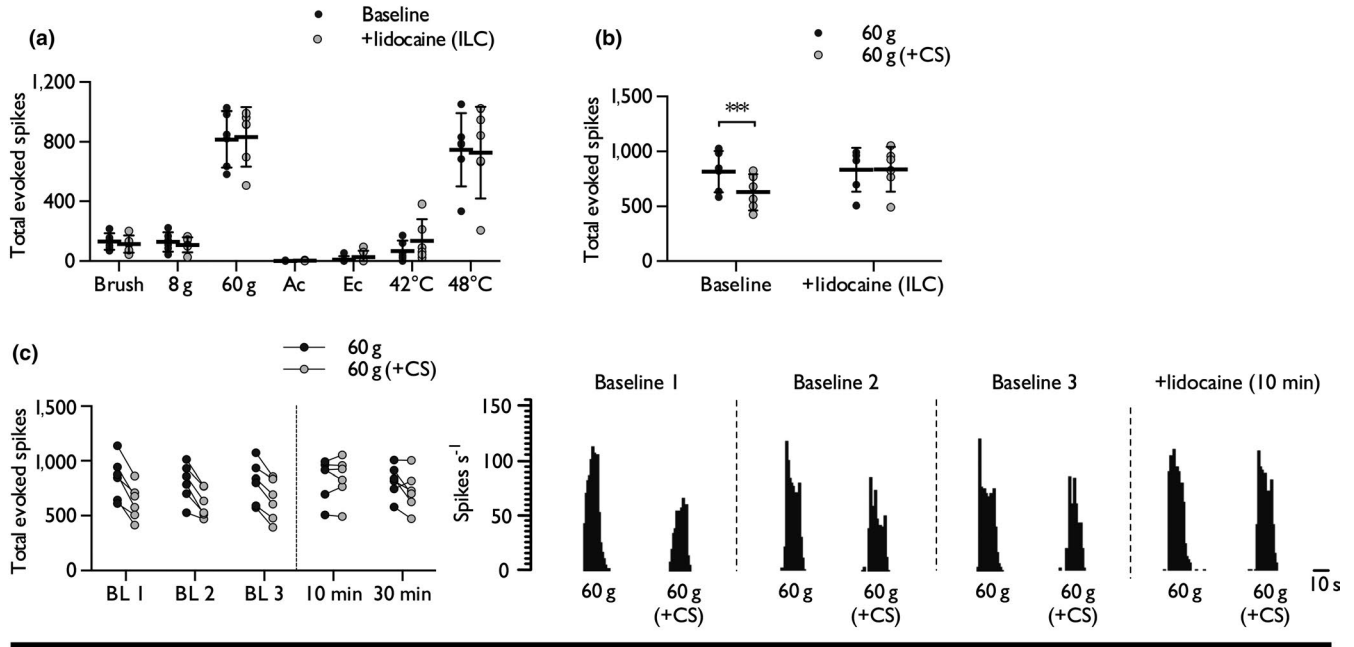 (a)
Baseline
+lidocaine (ILC)
Total evoked spikes
1,200
800
400
0
Brush 8 g 60 g Ac Ec 42°C 48°C
(b)
60 g
60 g (+CS)
Total evoked spikes
1,500
1,000
500
0
***
Baseline +lidocaine (ILC)
(c)
60 g
60 g (+CS)
Total evoked spikes
1,500
1,000
500
0
BL 1 BL 2 BL 3 10 min 30 min
Baseline 1 Baseline 2 Baseline 3 +lidocaine (10 min)
Spikes s⁻¹
150
100
50
0
60 g 60 g 60 g 60 g 60 g 60 g 60 g 60 g
(+CS) (+CS) (+CS) (+CS)
10 s